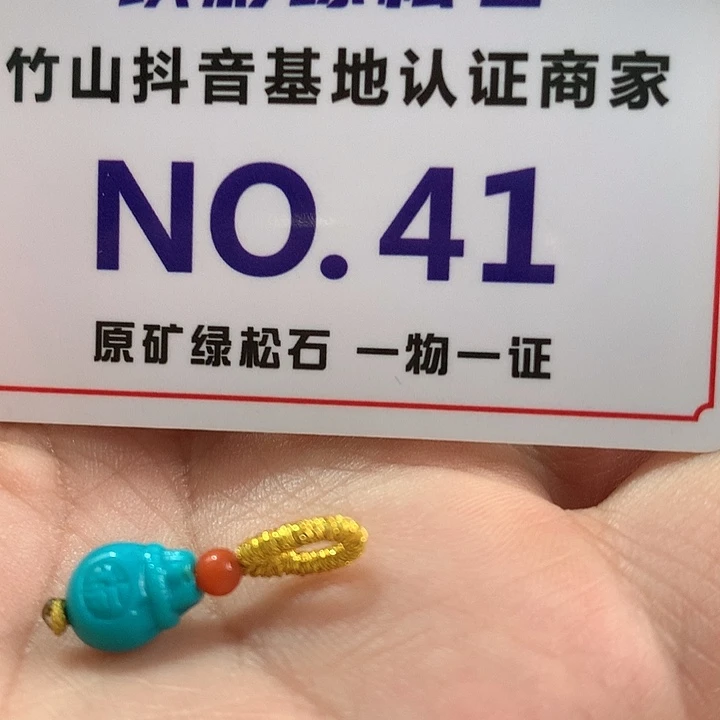 竹山抖音基地认证商家
NO.41
原矿绿松石 一物一证